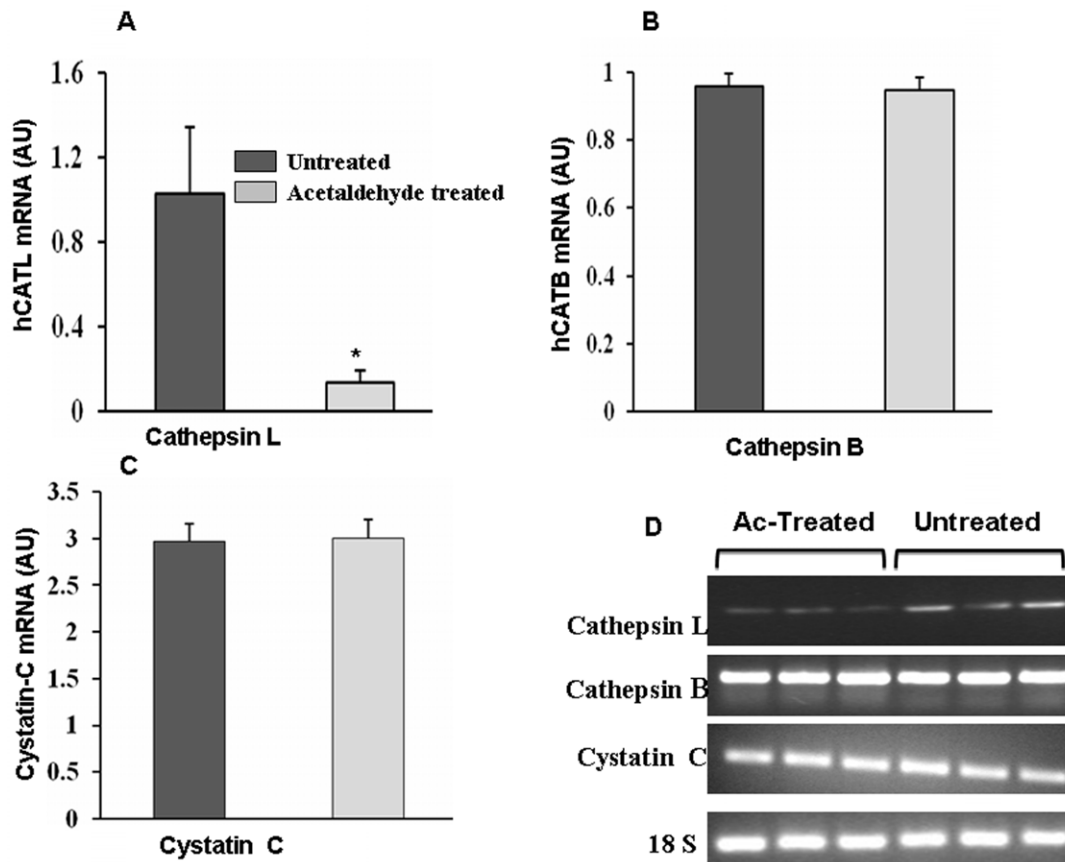 A
hCATL mRNA (AU)
1.6
1.2
0.8
0.4
0
Untreated
Acetaldehyde treated
*
Cathepsin L
B
hCATB mRNA (AU)
1
0.8
0.6
0.4
0.2
0
Cathepsin B
C
Cystatin-C mRNA (AU)
3.5
3
2.5
2
1.5
1
0.5
0
Cystatin C
D
Ac-Treated Untreated
Cathepsin L
Cathepsin B
Cystatin C
18 S